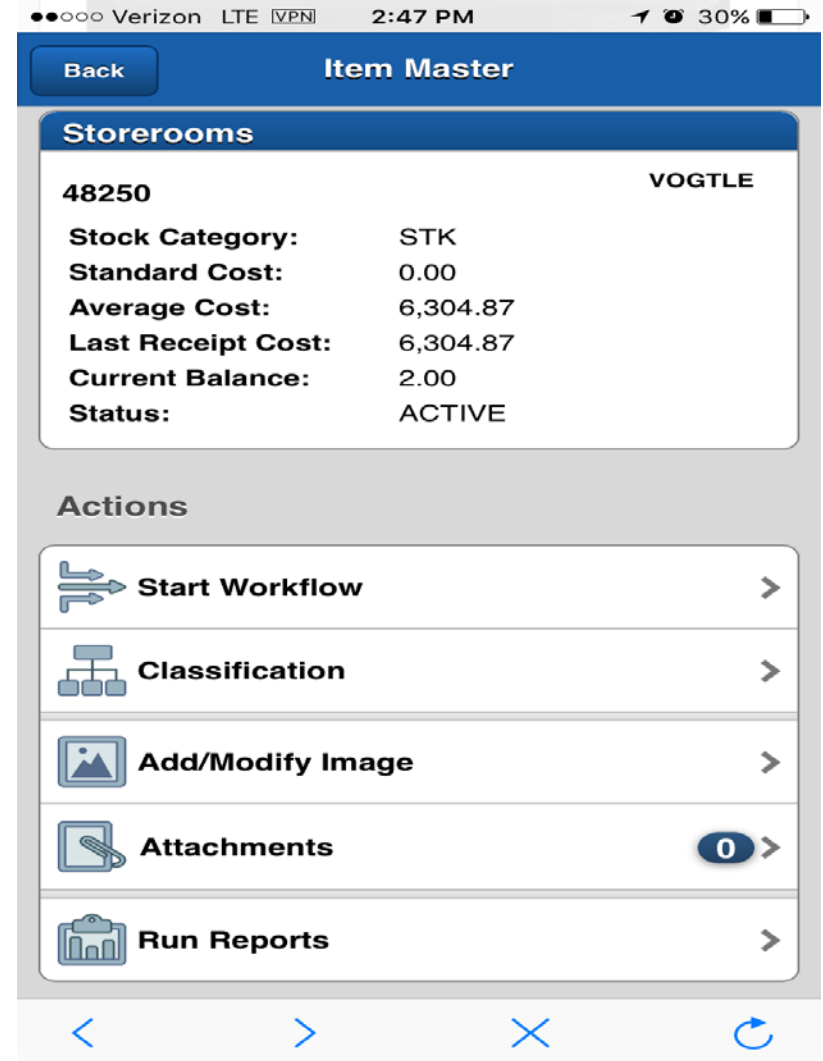 Verizon LTE VPN 2:47 PM 30%
Back Item Master
Storerooms
48250 VOGTLE
Stock Category: STK
Standard Cost: 0.00
Average Cost: 6,304.87
Last Receipt Cost: 6,304.87
Current Balance: 2.00
Status: ACTIVE
Actions
Start Workflow
Classification
Add/Modify Image
Attachments 0
Run Reports